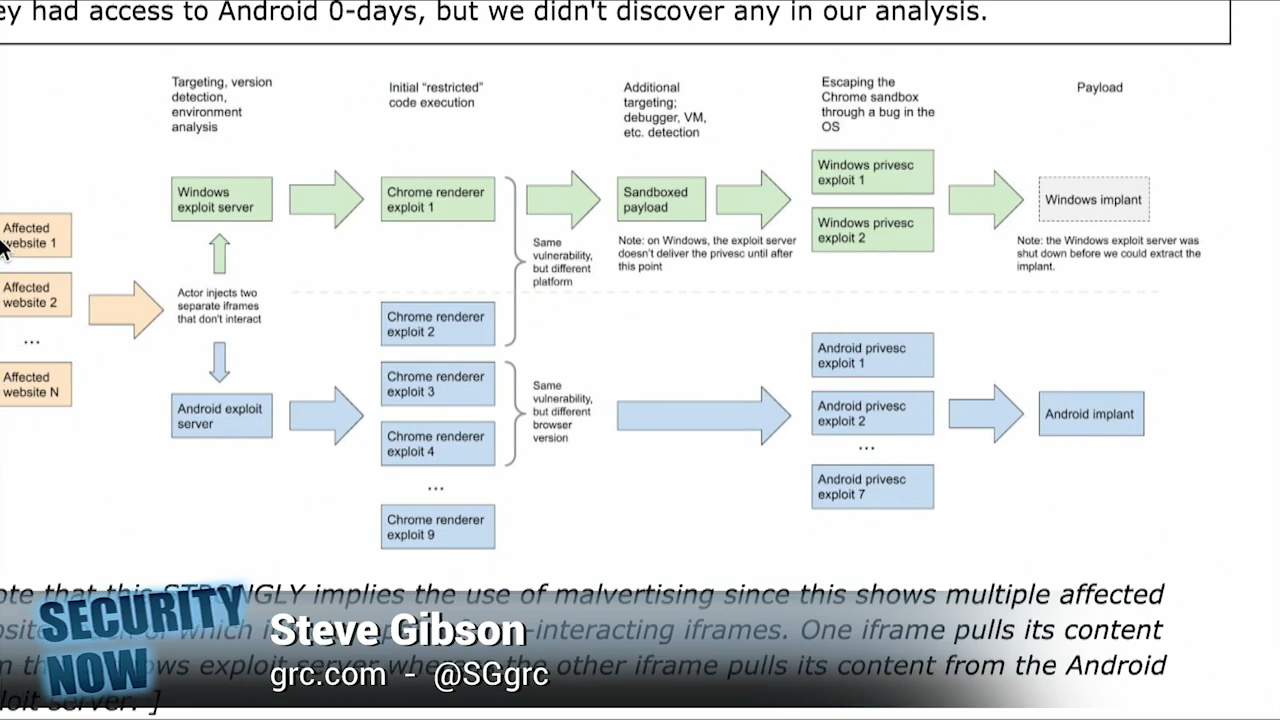 ey had access to Android 0-days, but we didn't discover any in our analysis.
Targeting, version
detection,
environment
analysis
Initial "restricted"
code execution
Additional
targeting;
debugger, VM,
etc. detection
Escaping the
Chrome sandbox
through a bug in the
OS
Payload
Affected
website 1
Affected
website 2
...
Affected
website N
Windows
exploit server
Actor injects two
separate iframes
that don't interact
Android exploit
server
Chrome renderer
exploit 1
Chrome renderer
exploit 2
Chrome renderer
exploit 3
Chrome renderer
exploit 4
...
Chrome renderer
exploit 9
Same
vulnerability,
but different
platform
Same
vulnerability,
but different
browser
version
Sandboxed
payload
Note: on Windows, the exploit server
doesn't deliver the privesc until after
this point
Windows privesc
exploit 1
Windows privesc
exploit 2
Android privesc
exploit 1
Android privesc
exploit 2
...
Android privesc
exploit 7
Windows implant
Note: the Windows exploit server was
shut down before we could extract the
implant.
Android implant
ote that this STRONGLY implies the use of malvertising since this shows multiple affected
-interacting iframes. One iframe pulls its content
ows exploit server the other iframe pulls its content from the Android
loit server. ]
SECURITY
NOW
Steve Gibson
grc.com - @SGgrc